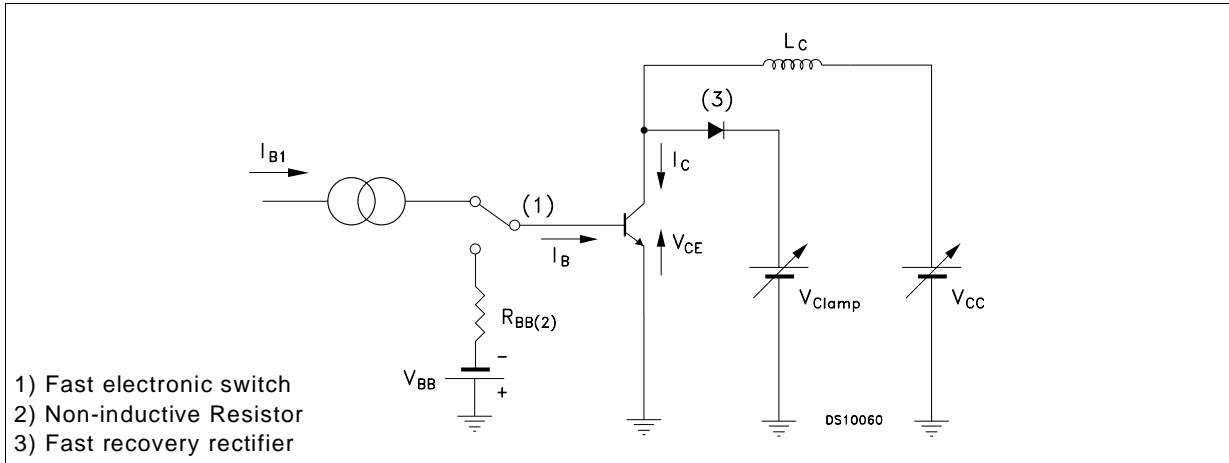 L_C
(3)
I_B1
I_C
(1)
V_CE
I_B
V_Clamp
V_CC
R_BB(2)
−
V_BB
+
1) Fast electronic switch
2) Non-inductive Resistor
3) Fast recovery rectifier
DS10060